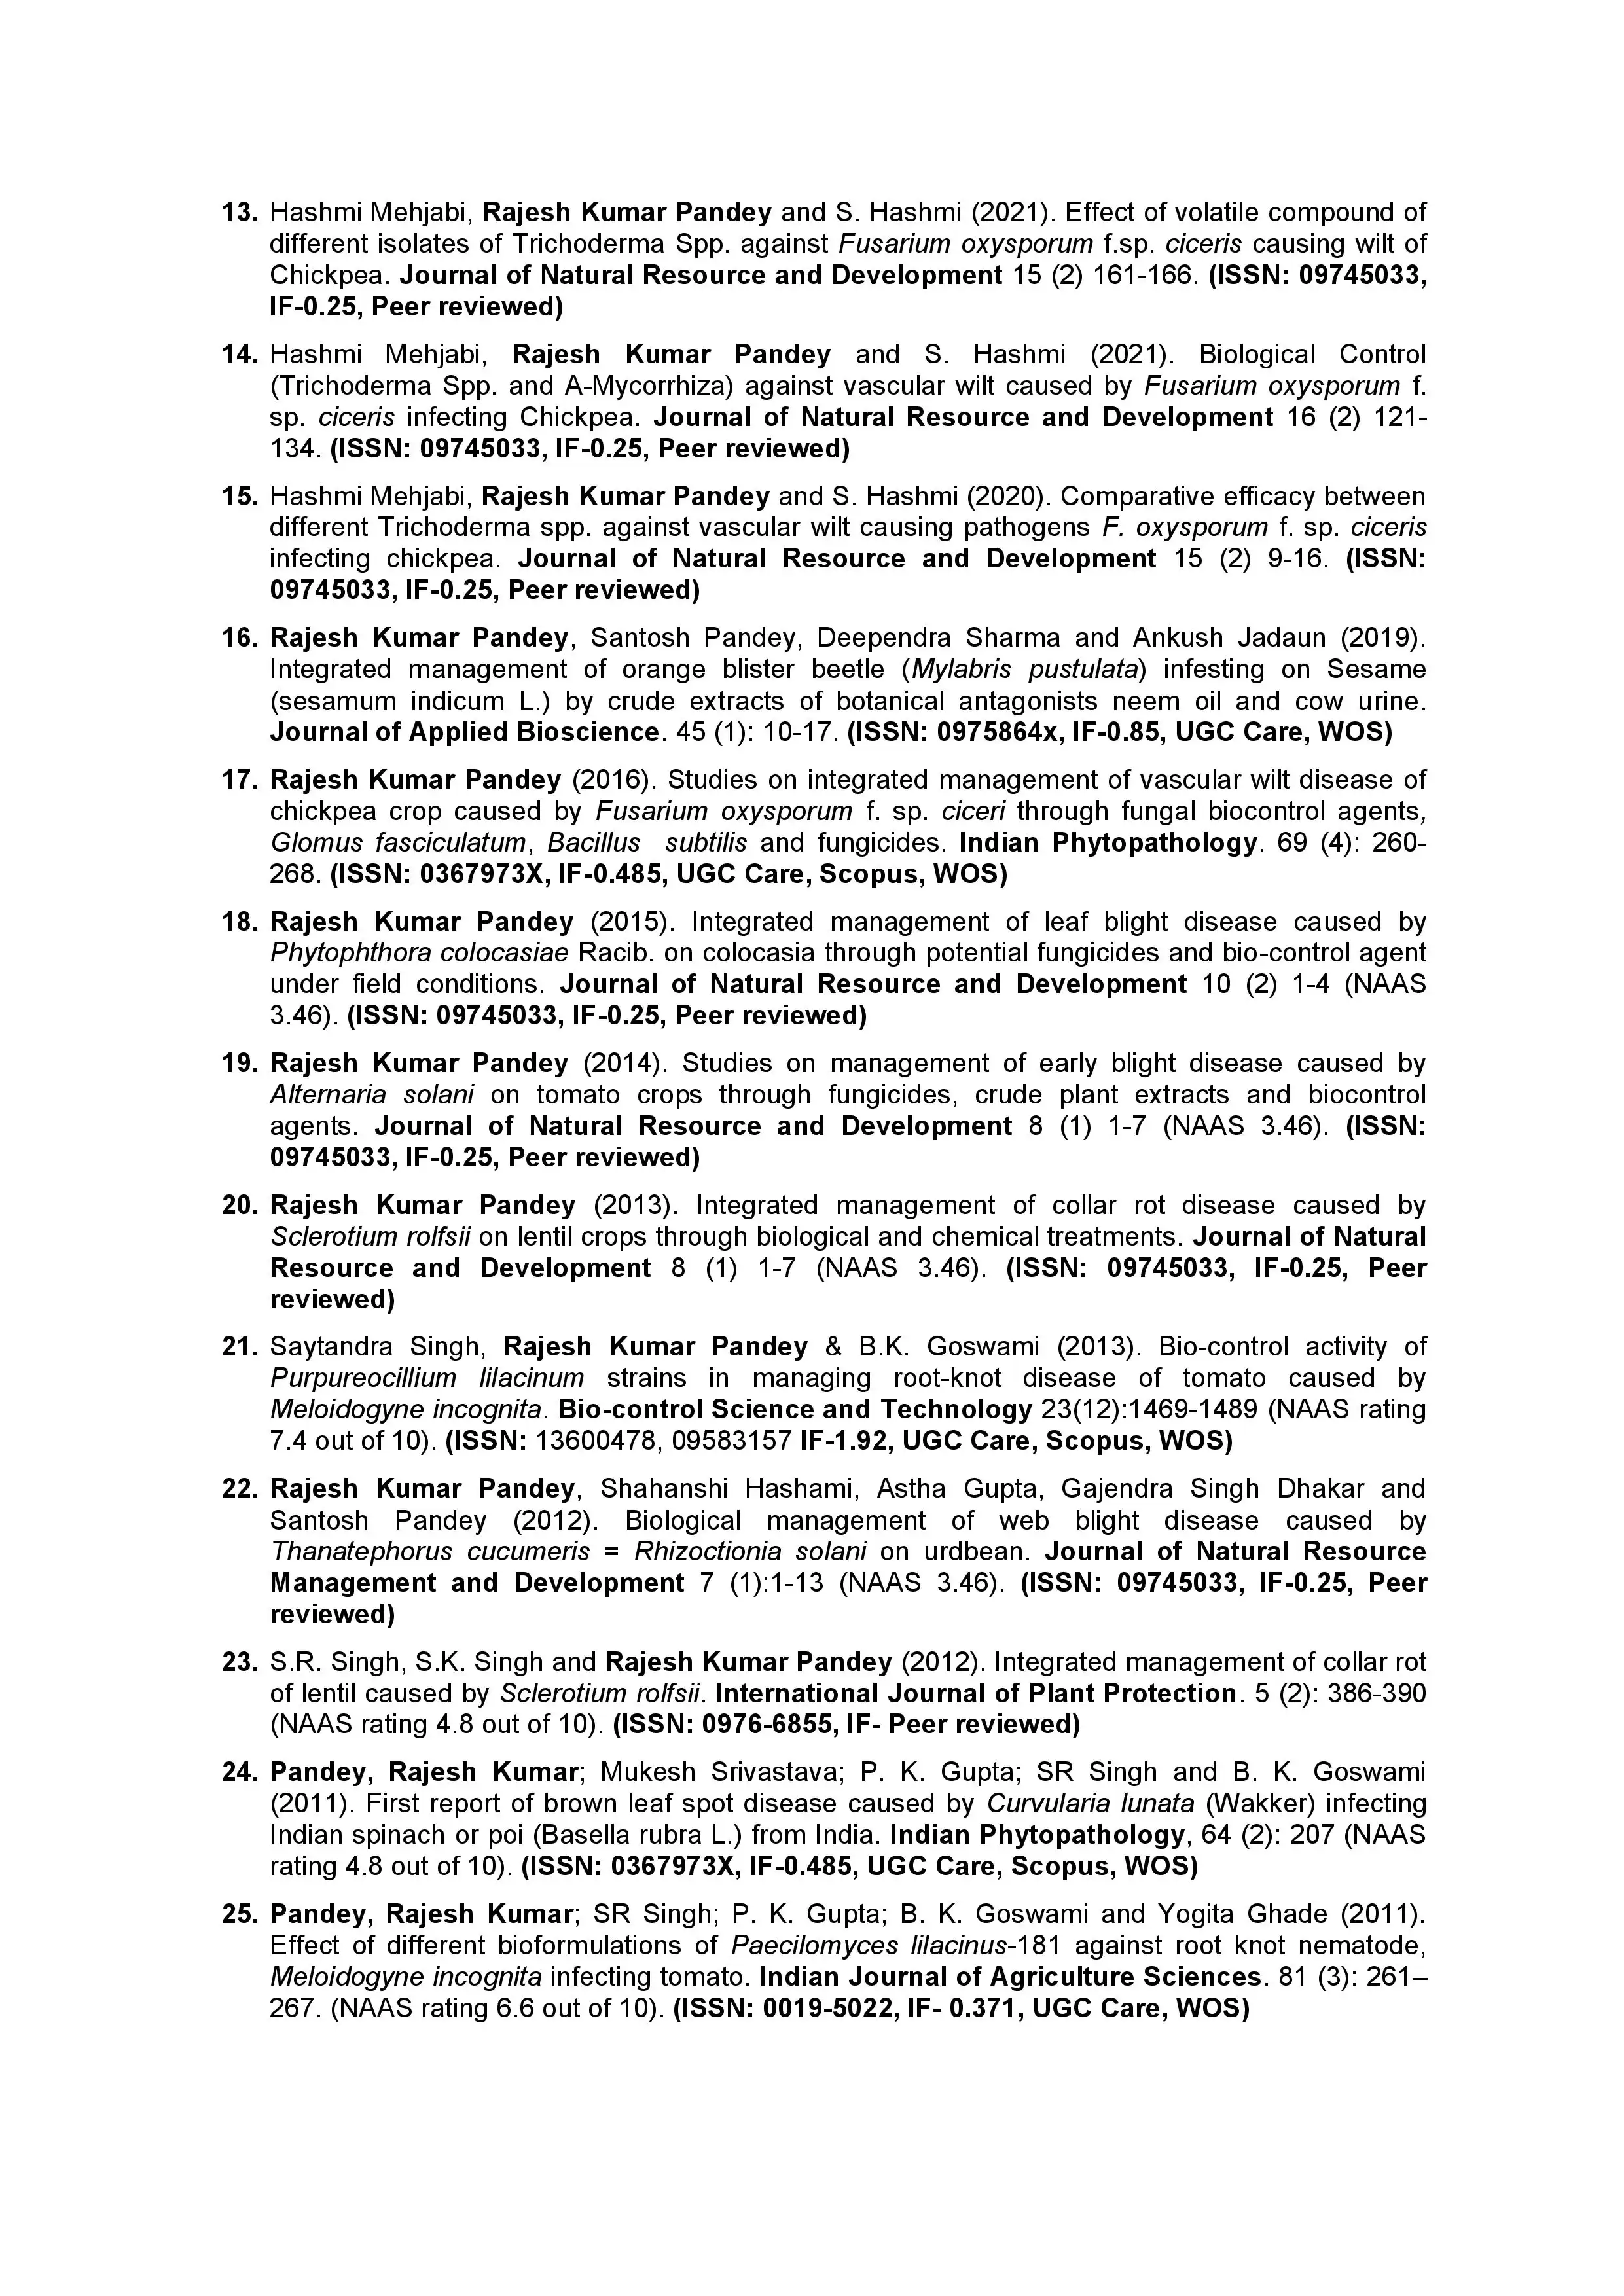 13. Hashmi Mehjabi, Rajesh Kumar Pandey and S. Hashmi (2021). Effect of volatile compound of
different isolates of Trichoderma Spp. against Fusarium oxysporum f.sp. ciceris causing wilt of
Chickpea. Journal of Natural Resource and Development 15 (2) 161-166. (ISSN: 09745033,
IF-0.25, Peer reviewed)
14. Hashmi Mehjabi, Rajesh Kumar Pandey and S. Hashmi (2021). Biological Control
(Trichoderma Spp. and A-Mycorrhiza) against vascular wilt caused by Fusarium oxysporum f.
sp. ciceris infecting Chickpea. Journal of Natural Resource and Development 16 (2) 121-
134. (ISSN: 09745033, IF-0.25, Peer reviewed)
15. Hashmi Mehjabi, Rajesh Kumar Pandey and S. Hashmi (2020). Comparative efficacy between
different Trichoderma spp. against vascular wilt causing pathogens F. oxysporum f. sp. ciceris
infecting chickpea. Journal of Natural Resource and Development 15 (2) 9-16. (ISSN:
09745033, IF-0.25, Peer reviewed)
16. Rajesh Kumar Pandey, Santosh Pandey, Deependra Sharma and Ankush Jadaun (2019).
Integrated management of orange blister beetle (Mylabris pustulata) infesting on Sesame
(sesamum indicum L.) by crude extracts of botanical antagonists neem oil and cow urine.
Journal of Applied Bioscience. 45 (1): 10-17. (ISSN: 0975864x, IF-0.85, UGC Care, WOS)
17. Rajesh Kumar Pandey (2016). Studies on integrated management of vascular wilt disease of
chickpea crop caused by Fusarium oxysporum f. sp. ciceri through fungal biocontrol agents,
Glomus fasciculatum, Bacillus subtilis and fungicides. Indian Phytopathology. 69 (4): 260-
268. (ISSN: 0367973X, IF-0.485, UGC Care, Scopus, WOS)
18. Rajesh Kumar Pandey (2015). Integrated management of leaf blight disease caused by
Phytophthora colocasiae Racib. on colocasia through potential fungicides and bio-control agent
under field conditions. Journal of Natural Resource and Development 10 (2) 1-4 (NAAS
3.46). (ISSN: 09745033, IF-0.25, Peer reviewed)
19. Rajesh Kumar Pandey (2014). Studies on management of early blight disease caused by
Alternaria solani on tomato crops through fungicides, crude plant extracts and biocontrol
agents. Journal of Natural Resource and Development 8 (1) 1-7 (NAAS 3.46). (ISSN:
09745033, IF-0.25, Peer reviewed)
20. Rajesh Kumar Pandey (2013). Integrated management of collar rot disease caused by
Sclerotium rolfsii on lentil crops through biological and chemical treatments. Journal of Natural
Resource and Development 8 (1) 1-7 (NAAS 3.46). (ISSN: 09745033, IF-0.25, Peer
reviewed)
21. Saytandra Singh, Rajesh Kumar Pandey & B.K. Goswami (2013). Bio-control activity of
Purpureocillium lilacinum strains in managing root-knot disease of tomato caused by
Meloidogyne incognita. Bio-control Science and Technology 23(12):1469-1489 (NAAS rating
7.4 out of 10). (ISSN: 13600478, 09583157 IF-1.92, UGC Care, Scopus, WOS)
22. Rajesh Kumar Pandey, Shahanshi Hashami, Astha Gupta, Gajendra Singh Dhakar and
Santosh Pandey (2012). Biological management of web blight disease caused by
Thanatephorus cucumeris = Rhizoctionia solani on urdbean. Journal of Natural Resource
Management and Development 7 (1):1-13 (NAAS 3.46). (ISSN: 09745033, IF-0.25, Peer
reviewed)
23. S.R. Singh, S.K. Singh and Rajesh Kumar Pandey (2012). Integrated management of collar rot
of lentil caused by Sclerotium rolfsii. International Journal of Plant Protection. 5 (2): 386-390
(NAAS rating 4.8 out of 10). (ISSN: 0976-6855, IF- Peer reviewed)
24. Pandey, Rajesh Kumar; Mukesh Srivastava; P. K. Gupta; SR Singh and B. K. Goswami
(2011). First report of brown leaf spot disease caused by Curvularia lunata (Wakker) infecting
Indian spinach or poi (Basella rubra L.) from India. Indian Phytopathology, 64 (2): 207 (NAAS
rating 4.8 out of 10). (ISSN: 0367973X, IF-0.485, UGC Care, Scopus, WOS)
25. Pandey, Rajesh Kumar; SR Singh; P. K. Gupta; B. K. Goswami and Yogita Ghade (2011).
Effect of different bioformulations of Paecilomyces lilacinus-181 against root knot nematode,
Meloidogyne incognita infecting tomato. Indian Journal of Agriculture Sciences. 81 (3): 261–
267. (NAAS rating 6.6 out of 10). (ISSN: 0019-5022, IF- 0.371, UGC Care, WOS)